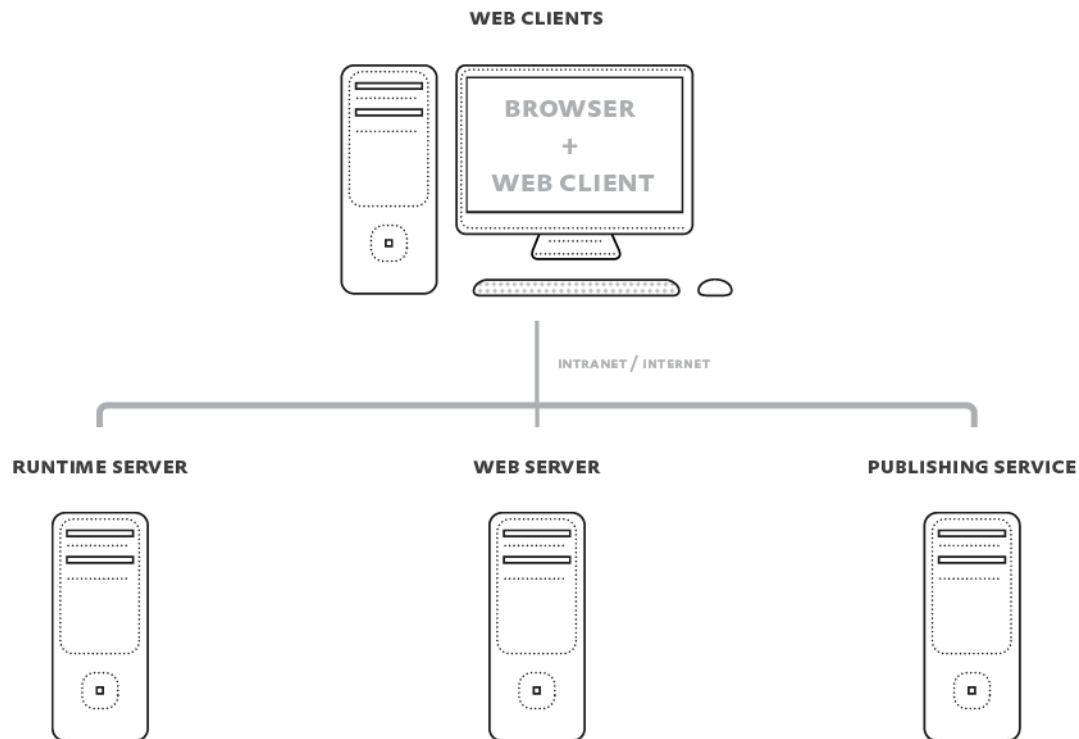 WEB CLIENTS
BROWSER
+
WEB CLIENT
INTRANET / INTERNET
RUNTIME SERVER
WEB SERVER
PUBLISHING SERVICE